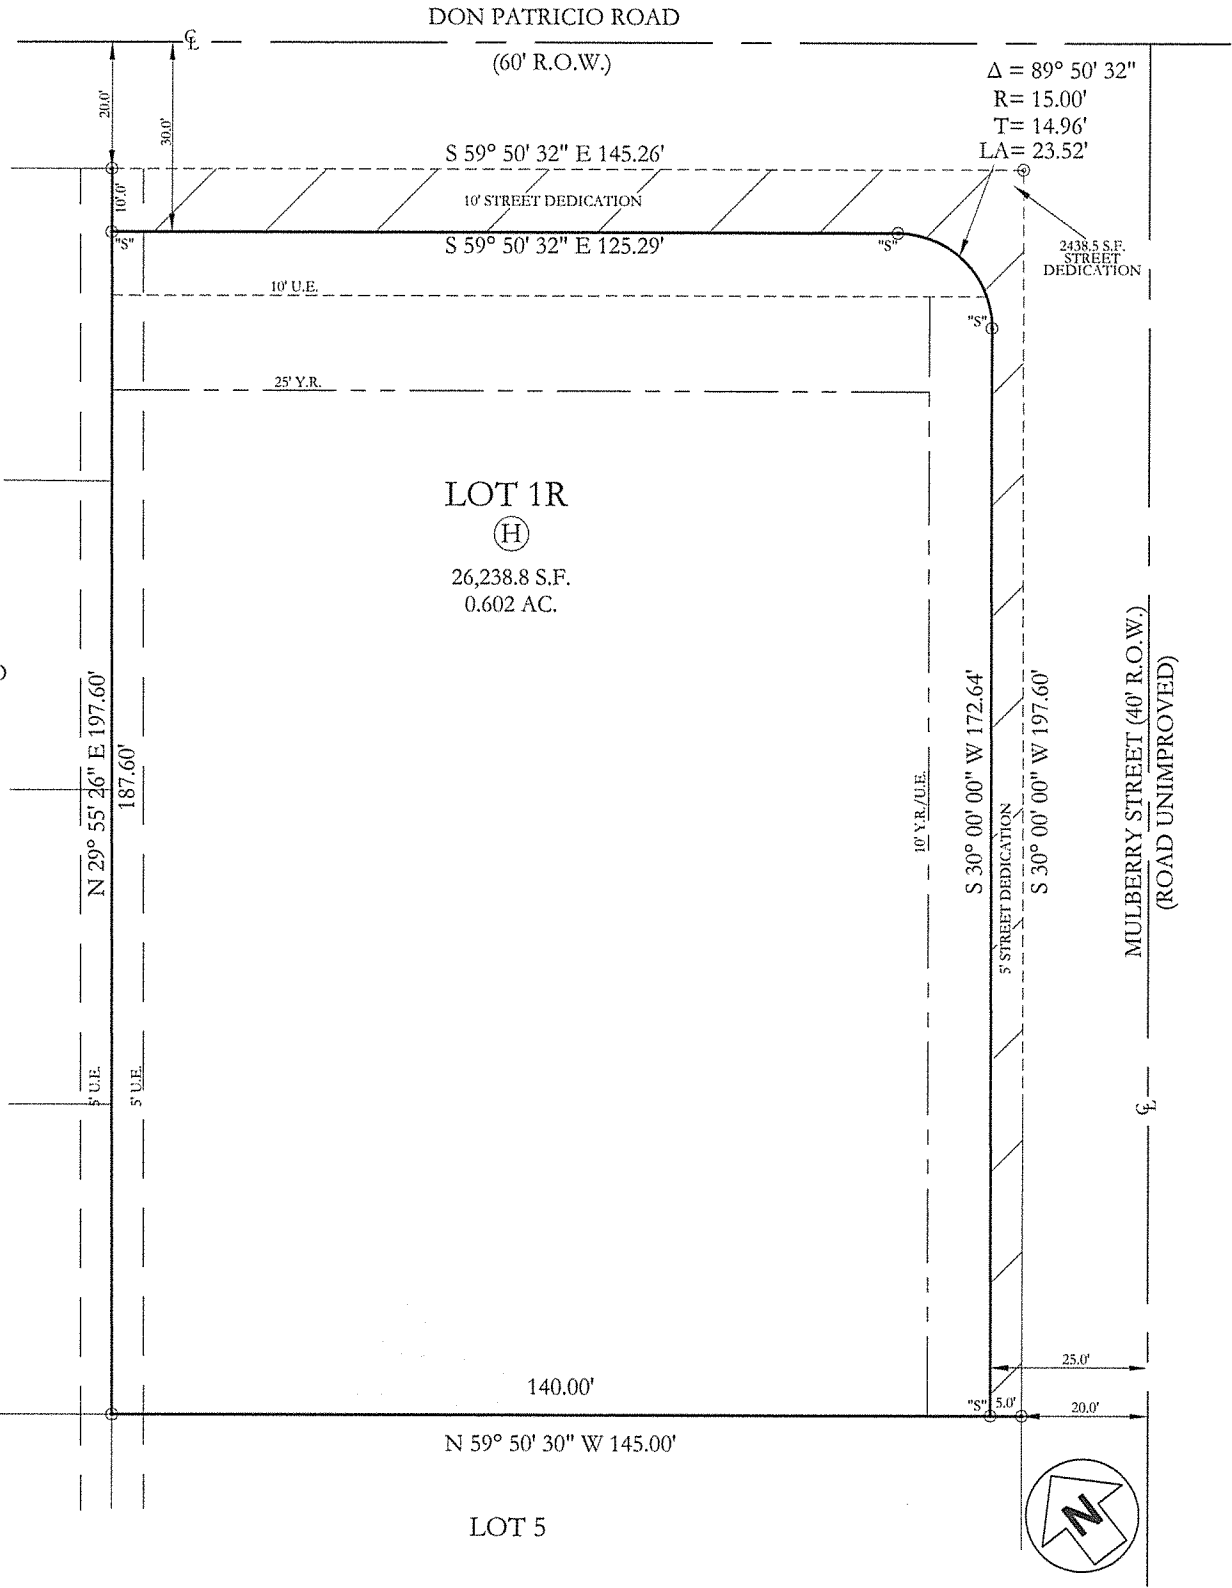 DON PATRICIO ROAD
℄
(60' R.O.W.)
Δ = 89° 50' 32"
R= 15.00'
T= 14.96'
LA= 23.52'
20.0'
30.0'
S 59° 50' 32" E 145.26'
10.0'
10' STREET DEDICATION
"S"
S 59° 50' 32" E 125.29'
"S"
2438.5 S.F.
STREET
DEDICATION
10' U.E.
"S"
25' Y.R.
LOT 1R
H
26,238.8 S.F.
0.602 AC.
N 29° 55' 26" E 197.60'
187.60'
10' Y.R./U.E.
S 30° 00' 00" W 172.64'
5' STREET DEDICATION
S 30° 00' 00" W 197.60'
MULBERRY STREET (40' R.O.W.)
(ROAD UNIMPROVED)
5' U.E.
5' U.E.
℄
25.0'
140.00'
"S"
5.0'
20.0'
N 59° 50' 30" W 145.00'
LOT 5
N